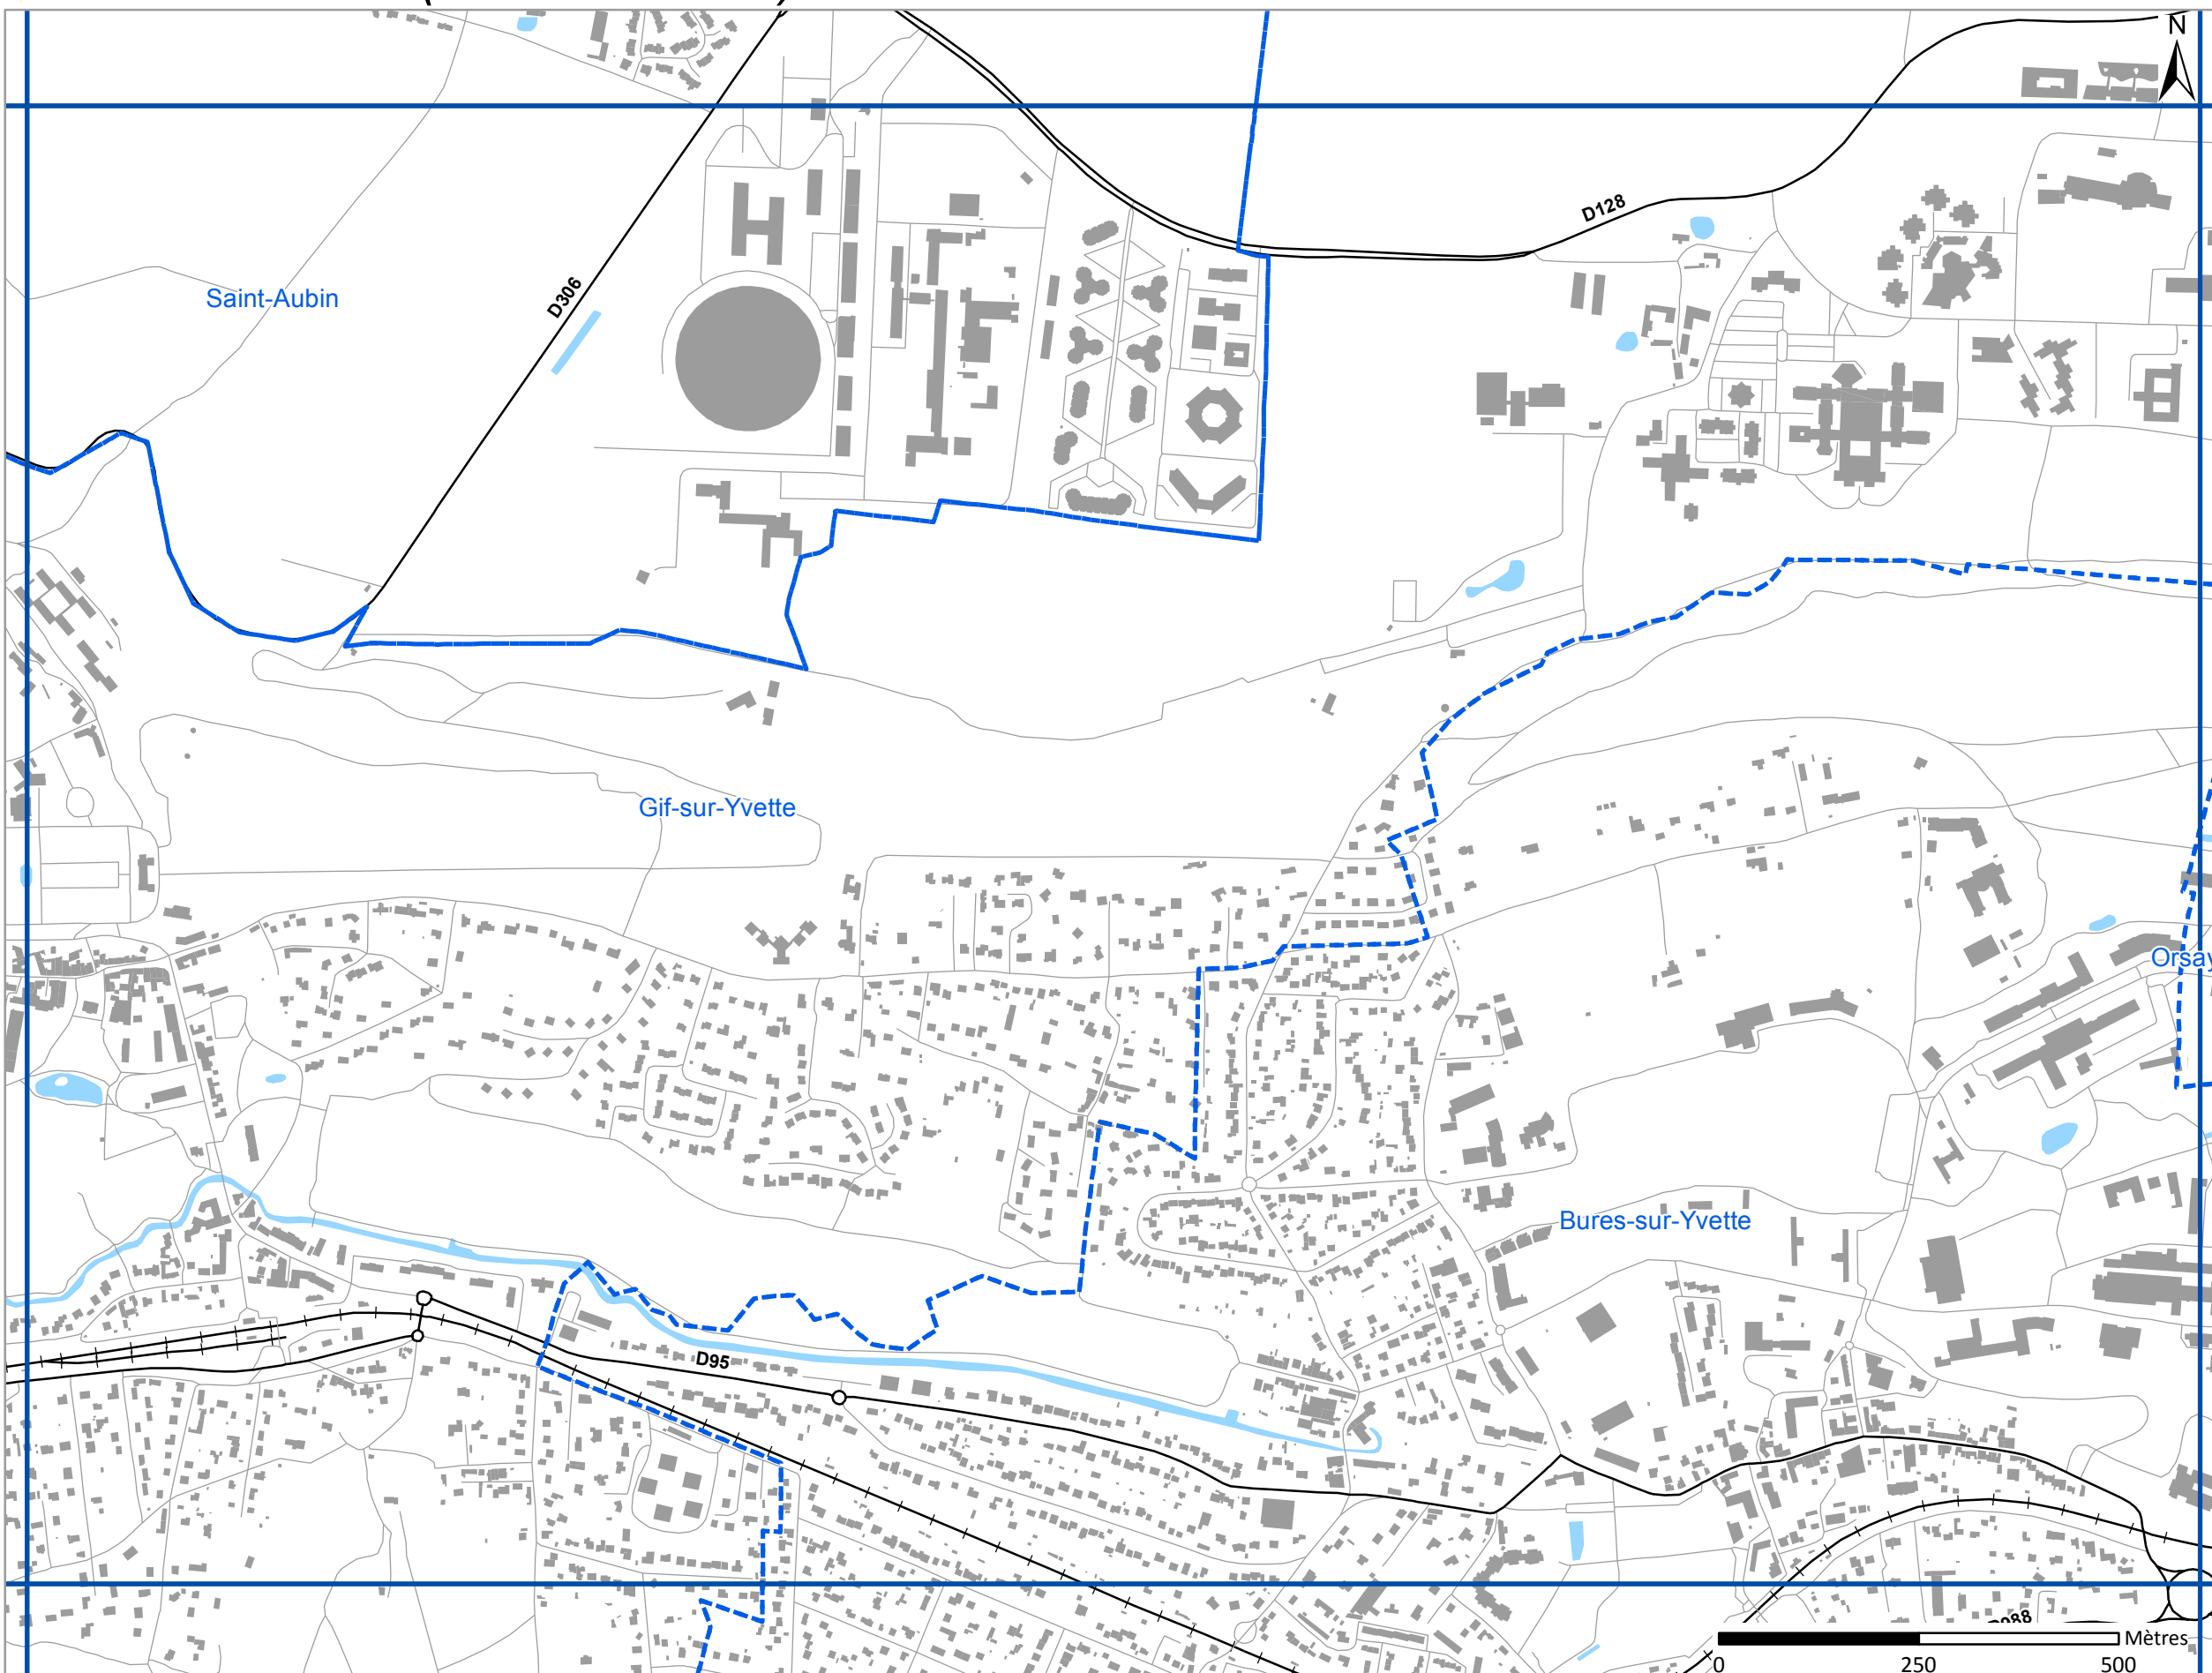 N
D128
Saint-Aubin
D306
Gif-sur-Yvette
Orsay
Bures-sur-Yvette
D95
Mètres
0 250 500